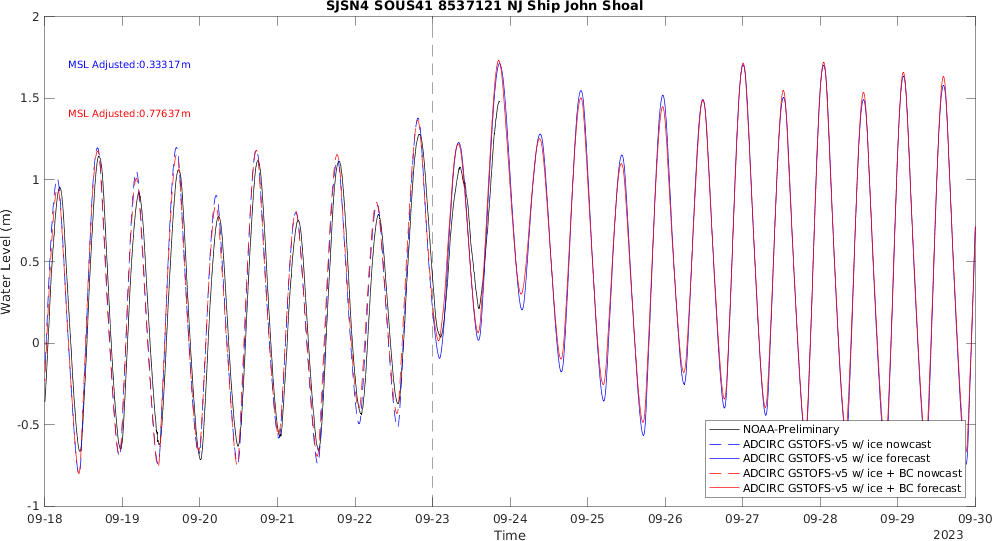 SJSN4 SOUS41 8537121 NJ Ship John Shoal
MSL Adjusted:0.33317m
MSL Adjusted:0.77637m
Water Level (m)
2
1.5
1
0.5
0
-0.5
-1
NOAA-Preliminary
ADCIRC GSTOFS-v5 w/ ice nowcast
ADCIRC GSTOFS-v5 w/ ice forecast
ADCIRC GSTOFS-v5 w/ ice + BC nowcast
ADCIRC GSTOFS-v5 w/ ice + BC forecast
09-18 09-19 09-20 09-21 09-22 09-23 09-24 09-25 09-26 09-27 09-28 09-29 09-30
Time
2023